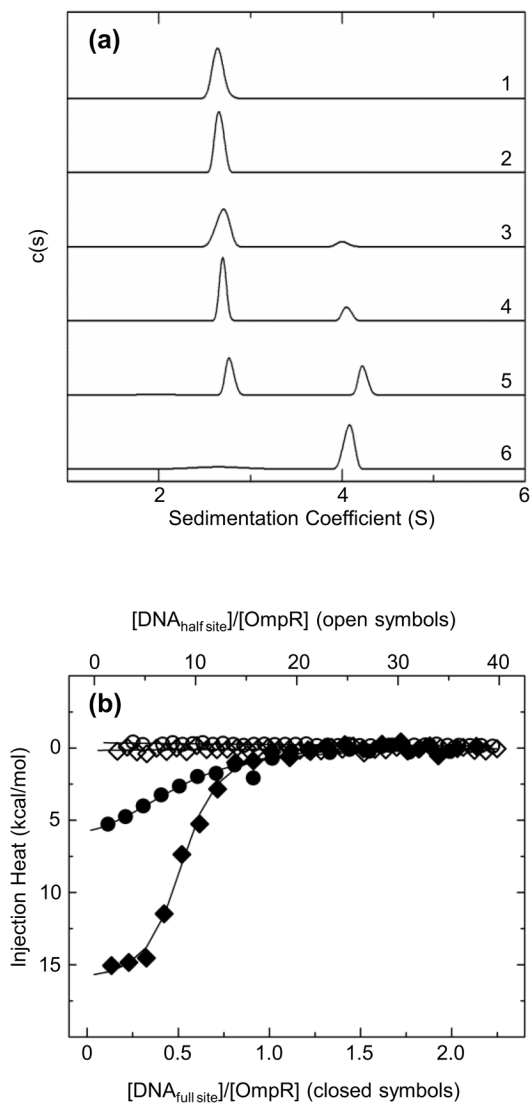 (a)
1
2
3
4
5
6
c(s)
2 4 6
Sedimentation Coefficient (S)
[DNAhalf site]/[OmpR] (open symbols)
0 10 20 30 40
(b)
0
5
10
15
Injection Heat (kcal/mol)
0 0.5 1.0 1.5 2.0
[DNAfull site]/[OmpR] (closed symbols)